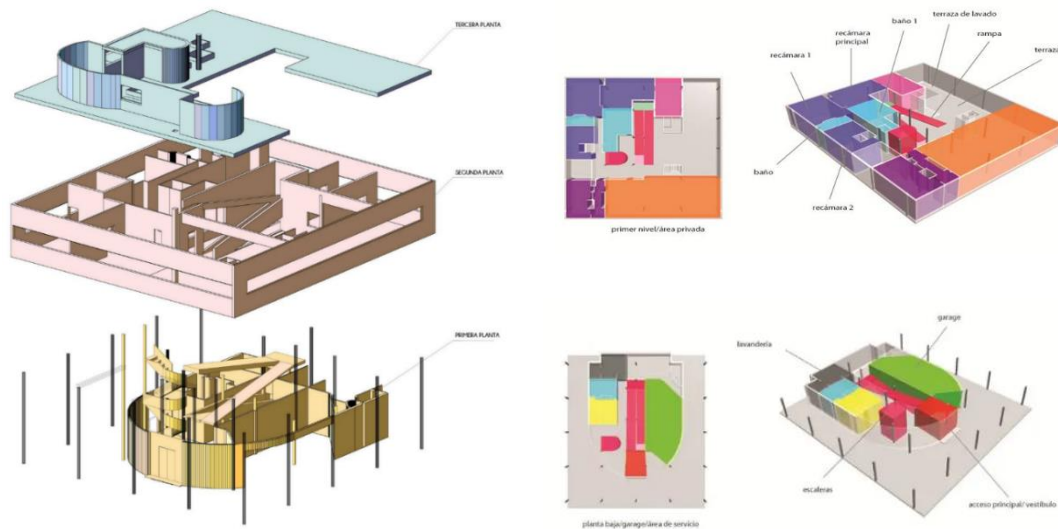 TERCERA PLANTA
SEGUNDA PLANTA
PRIMERA PLANTA
primer nivel/área privada
terraza de lavado
baño 1
recámara
principal
rampa
recámara 1
terraza
baño
recámara 2
planta baja/garage/área de servicio
garage
lavandería
escaleras
acceso principal/ vestíbulo